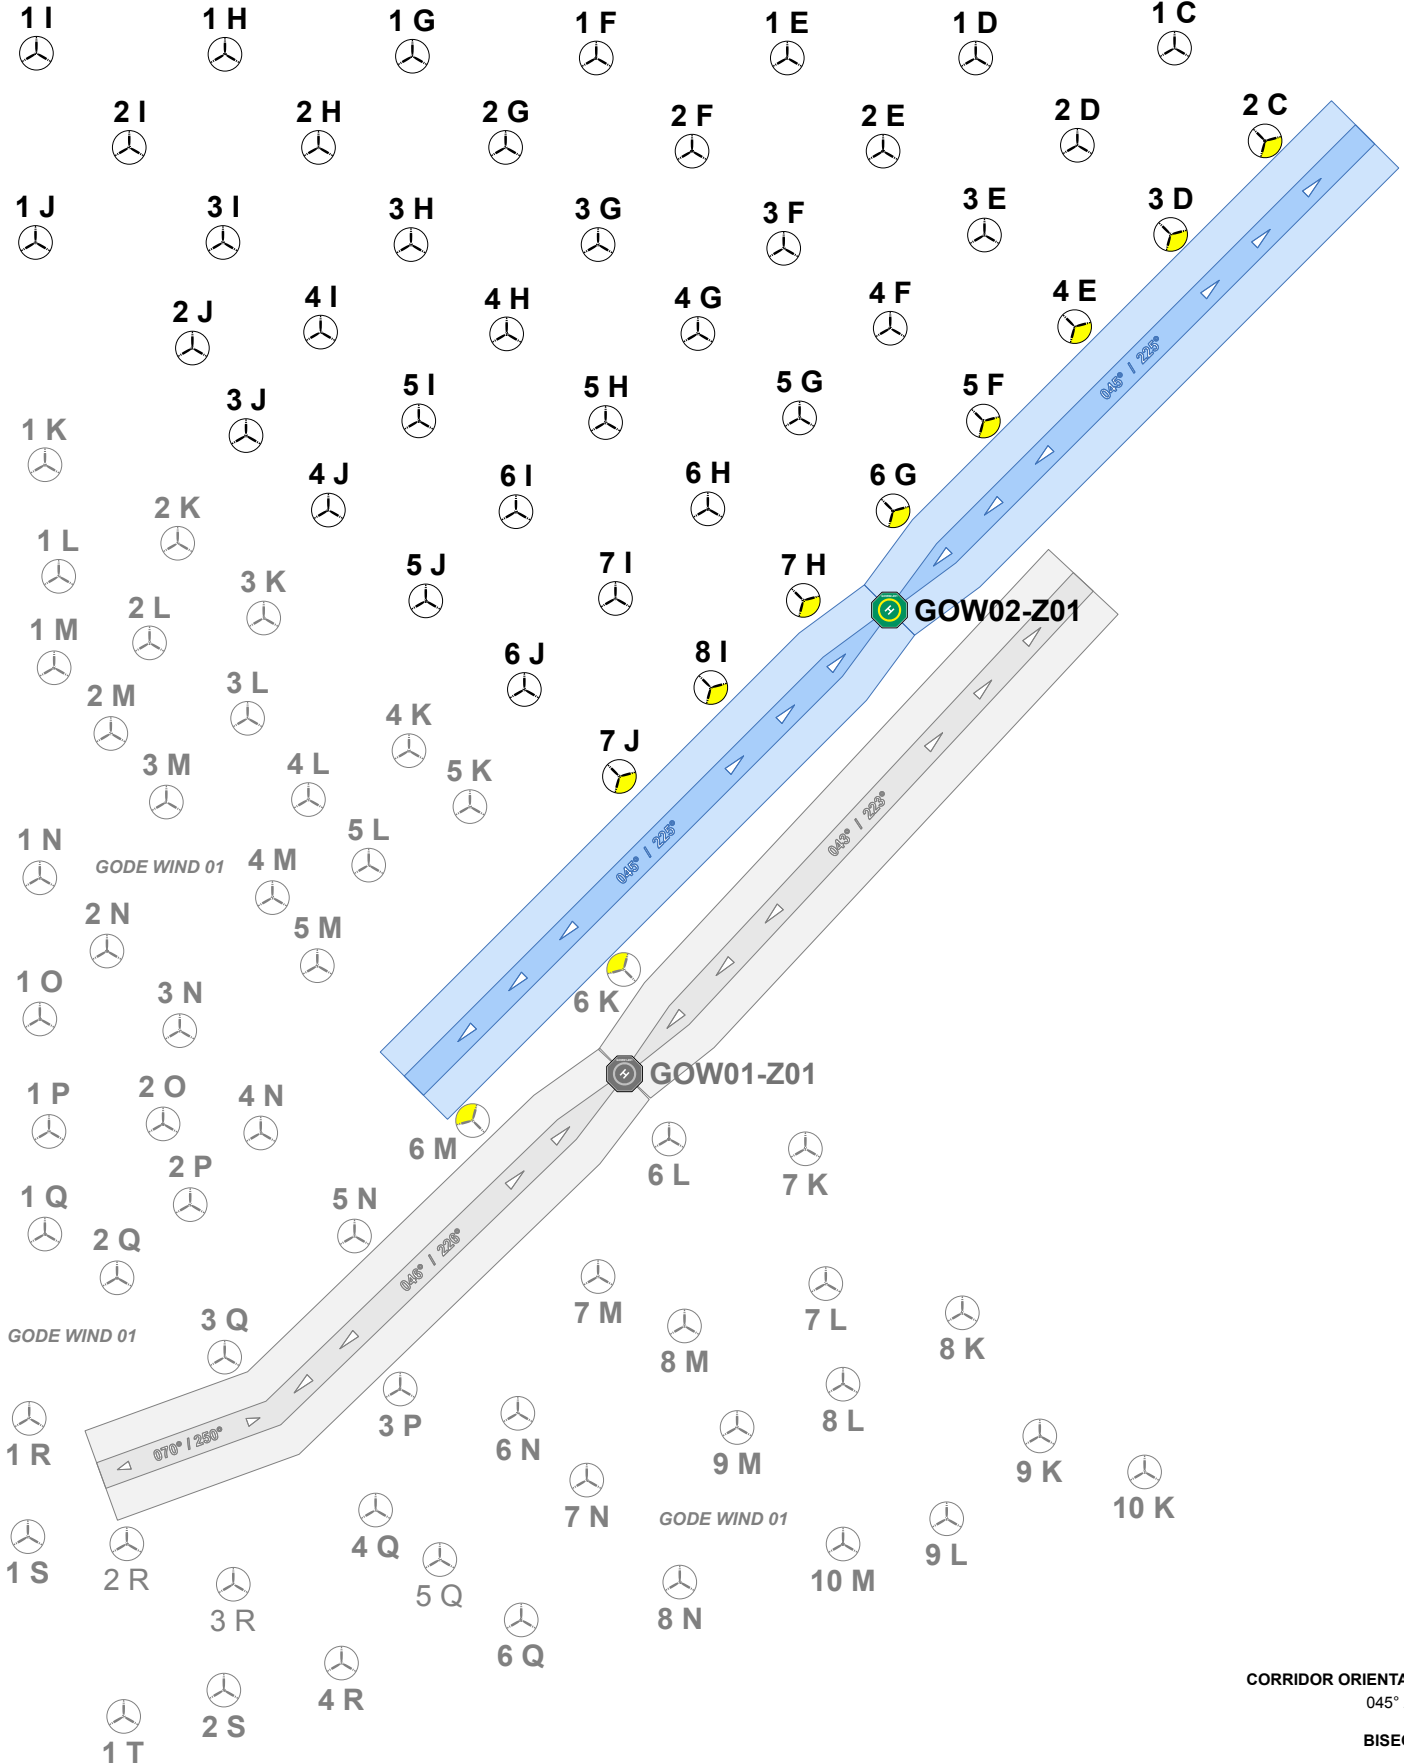 1 I
1 H
1 G
1 F
1 E
1 D
1 C
2 I
2 H
2 G
2 F
2 E
2 D
2 C
1 J
3 I
3 H
3 G
3 F
3 E
3 D
2 J
4 I
4 H
4 G
4 F
4 E
045° / 225°
3 J
5 I
5 H
5 G
5 F
1 K
4 J
6 I
6 H
6 G
2 K
1 L
3 K
5 J
7 I
7 H
H
GOW02-Z01
2 L
1 M
6 J
8 I
2 M
3 L
4 K
7 J
3 M
4 L
5 K
043° / 223°
045° / 225°
1 N
GODE WIND 01
4 M
5 L
2 N
5 M
1 O
3 N
6 K
H
GOW01-Z01
1 P
2 O
4 N
6 M
6 L
7 K
2 P
1 Q
5 N
2 Q
046° / 226°
7 M
7 L
8 K
GODE WIND 01
3 Q
8 M
3 P
8 L
1 R
070° / 250°
6 N
9 M
9 K
10 K
7 N
GODE WIND 01
1 S
2 R
4 Q
5 Q
9 L
10 M
3 R
8 N
6 Q
4 R
2 S
1 T
CORRIDOR ORIENTA
045°
BISE